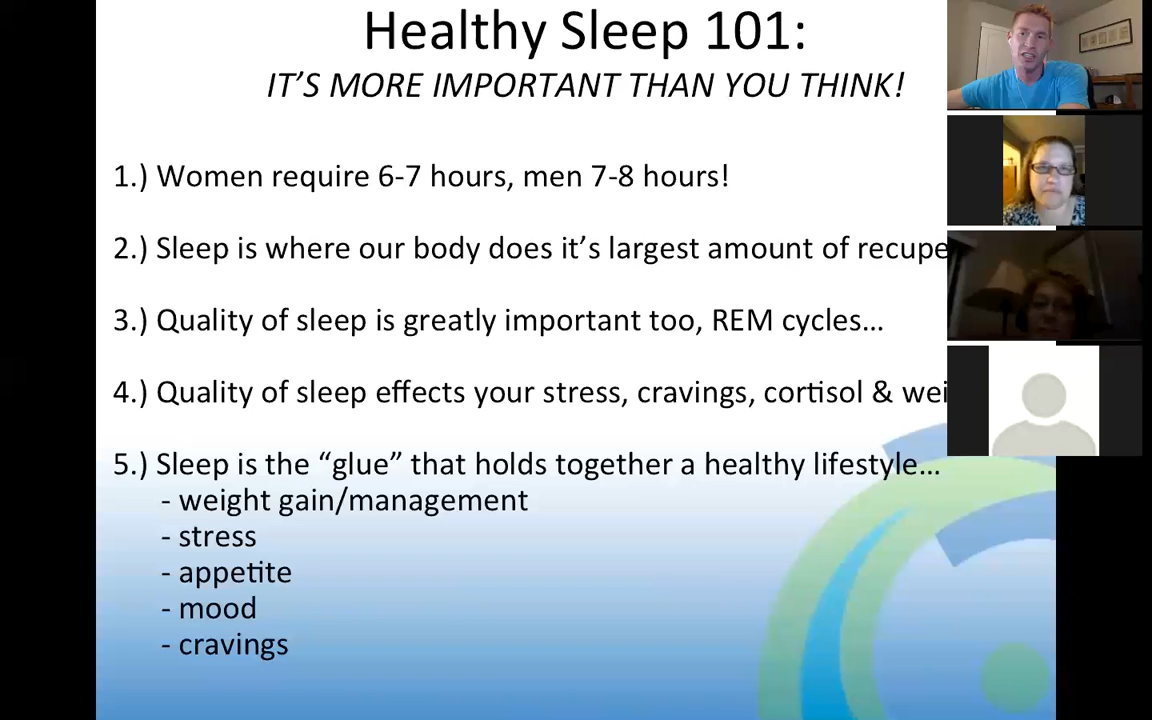 Healthy Sleep 101:
IT'S MORE IMPORTANT THAN YOU THINK!
1.) Women require 6-7 hours, men 7-8 hours!
2.) Sleep is where our body does it's largest amount of recupe
3.) Quality of sleep is greatly important too, REM cycles...
4.) Quality of sleep effects your stress, cravings, cortisol & wei
5.) Sleep is the “glue” that holds together a healthy lifestyle...
- weight gain/management
- stress
- appetite
- mood
- cravings